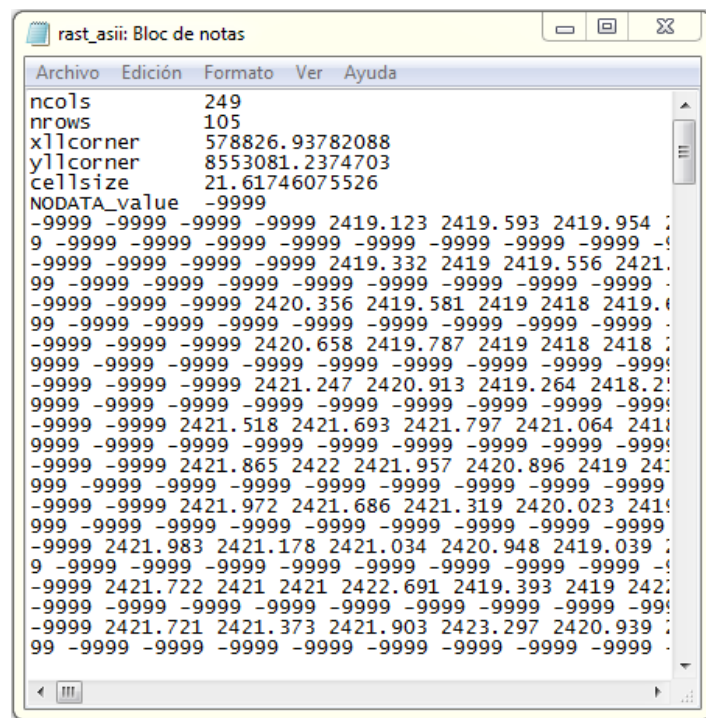 rast_asii: Bloc de notas
Archivo Edición Formato Ver Ayuda
ncols 249
nrows 105
xllcorner 578826.93782088
yllcorner 8553081.2374703
cellsize 21.61746075526
NODATA_value -9999
-9999 -9999 -9999 -9999 2419.123 2419.593 2419.954
9 -9999 -9999 -9999 -9999 -9999 -9999 -9999
-9999 -9999 -9999 -9999 2419.332 2419 2419.556 2421.
99 -9999 -9999 -9999 -9999 -9999 -9999 -9999 -
-9999 -9999 -9999 2420.356 2419.581 2419 2418 2419.
99 -9999 -9999 -9999 -9999 -9999 -9999 -9999 -
-9999 -9999 -9999 2420.658 2419.787 2419 2418 2418
9999 -9999 -9999 -9999 -9999 -9999 -9999 -9999
-9999 -9999 -9999 2421.247 2420.913 2419.264 2418.2
9999 -9999 -9999 -9999 -9999 -9999 -9999 -999
-9999 -9999 2421.518 2421.693 2421.797 2421.064 241
9999 -9999 -9999 -9999 -9999 -9999 -9999 -999
-9999 -9999 2421.865 2422 2421.957 2420.896 2419 24
999 -9999 -9999 -9999 -9999 -9999 -9999 -9999
-9999 -9999 2421.972 2421.686 2421.319 2420.023 241
999 -9999 -9999 -9999 -9999 -9999 -9999 -9999
-9999 2421.983 2421.178 2421.034 2420.948 2419.039
9 -9999 -9999 -9999 -9999 -9999 -9999 -9999
-9999 2421.722 2421 2421 2422.691 2419.393 2419 242
-9999 -9999 -9999 -9999 -9999 -9999 -9999 -99
-9999 2421.721 2421.373 2421.903 2423.297 2420.939
99 -9999 -9999 -9999 -9999 -9999 -9999 -9999